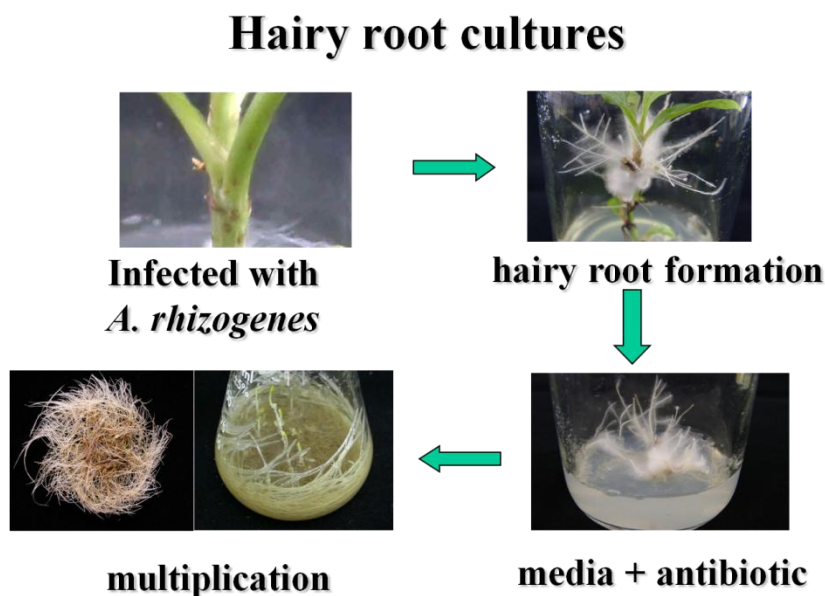 Hairy root cultures
Infected with
A. rhizogenes
hairy root formation
media + antibiotic
multiplication